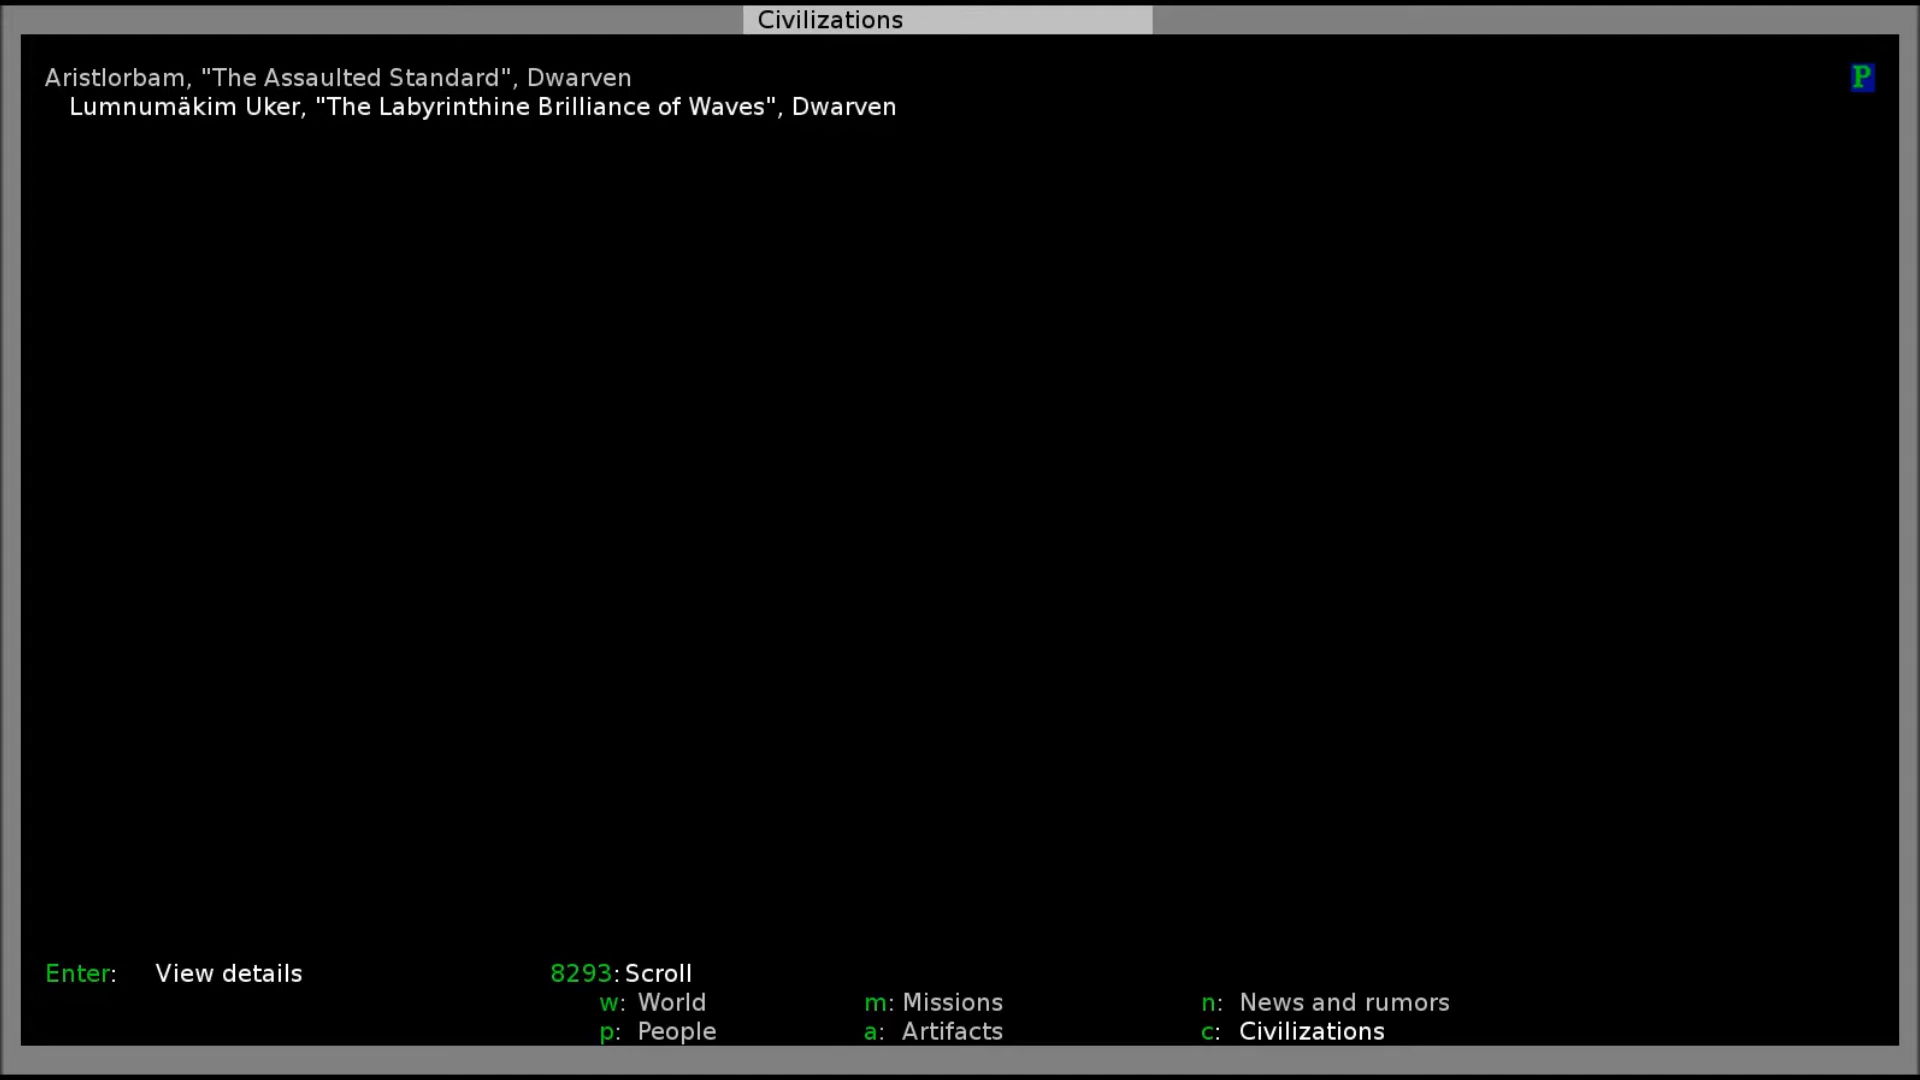 Civilizations
Aristlorbam, "The Assaulted Standard", Dwarven P
Lumnumäkim Uker, "The Labyrinthine Brilliance of Waves", Dwarven
Enter: View details 8293: Scroll
w: World m: Missions n: News and rumors
p: People a: Artifacts c: Civilizations